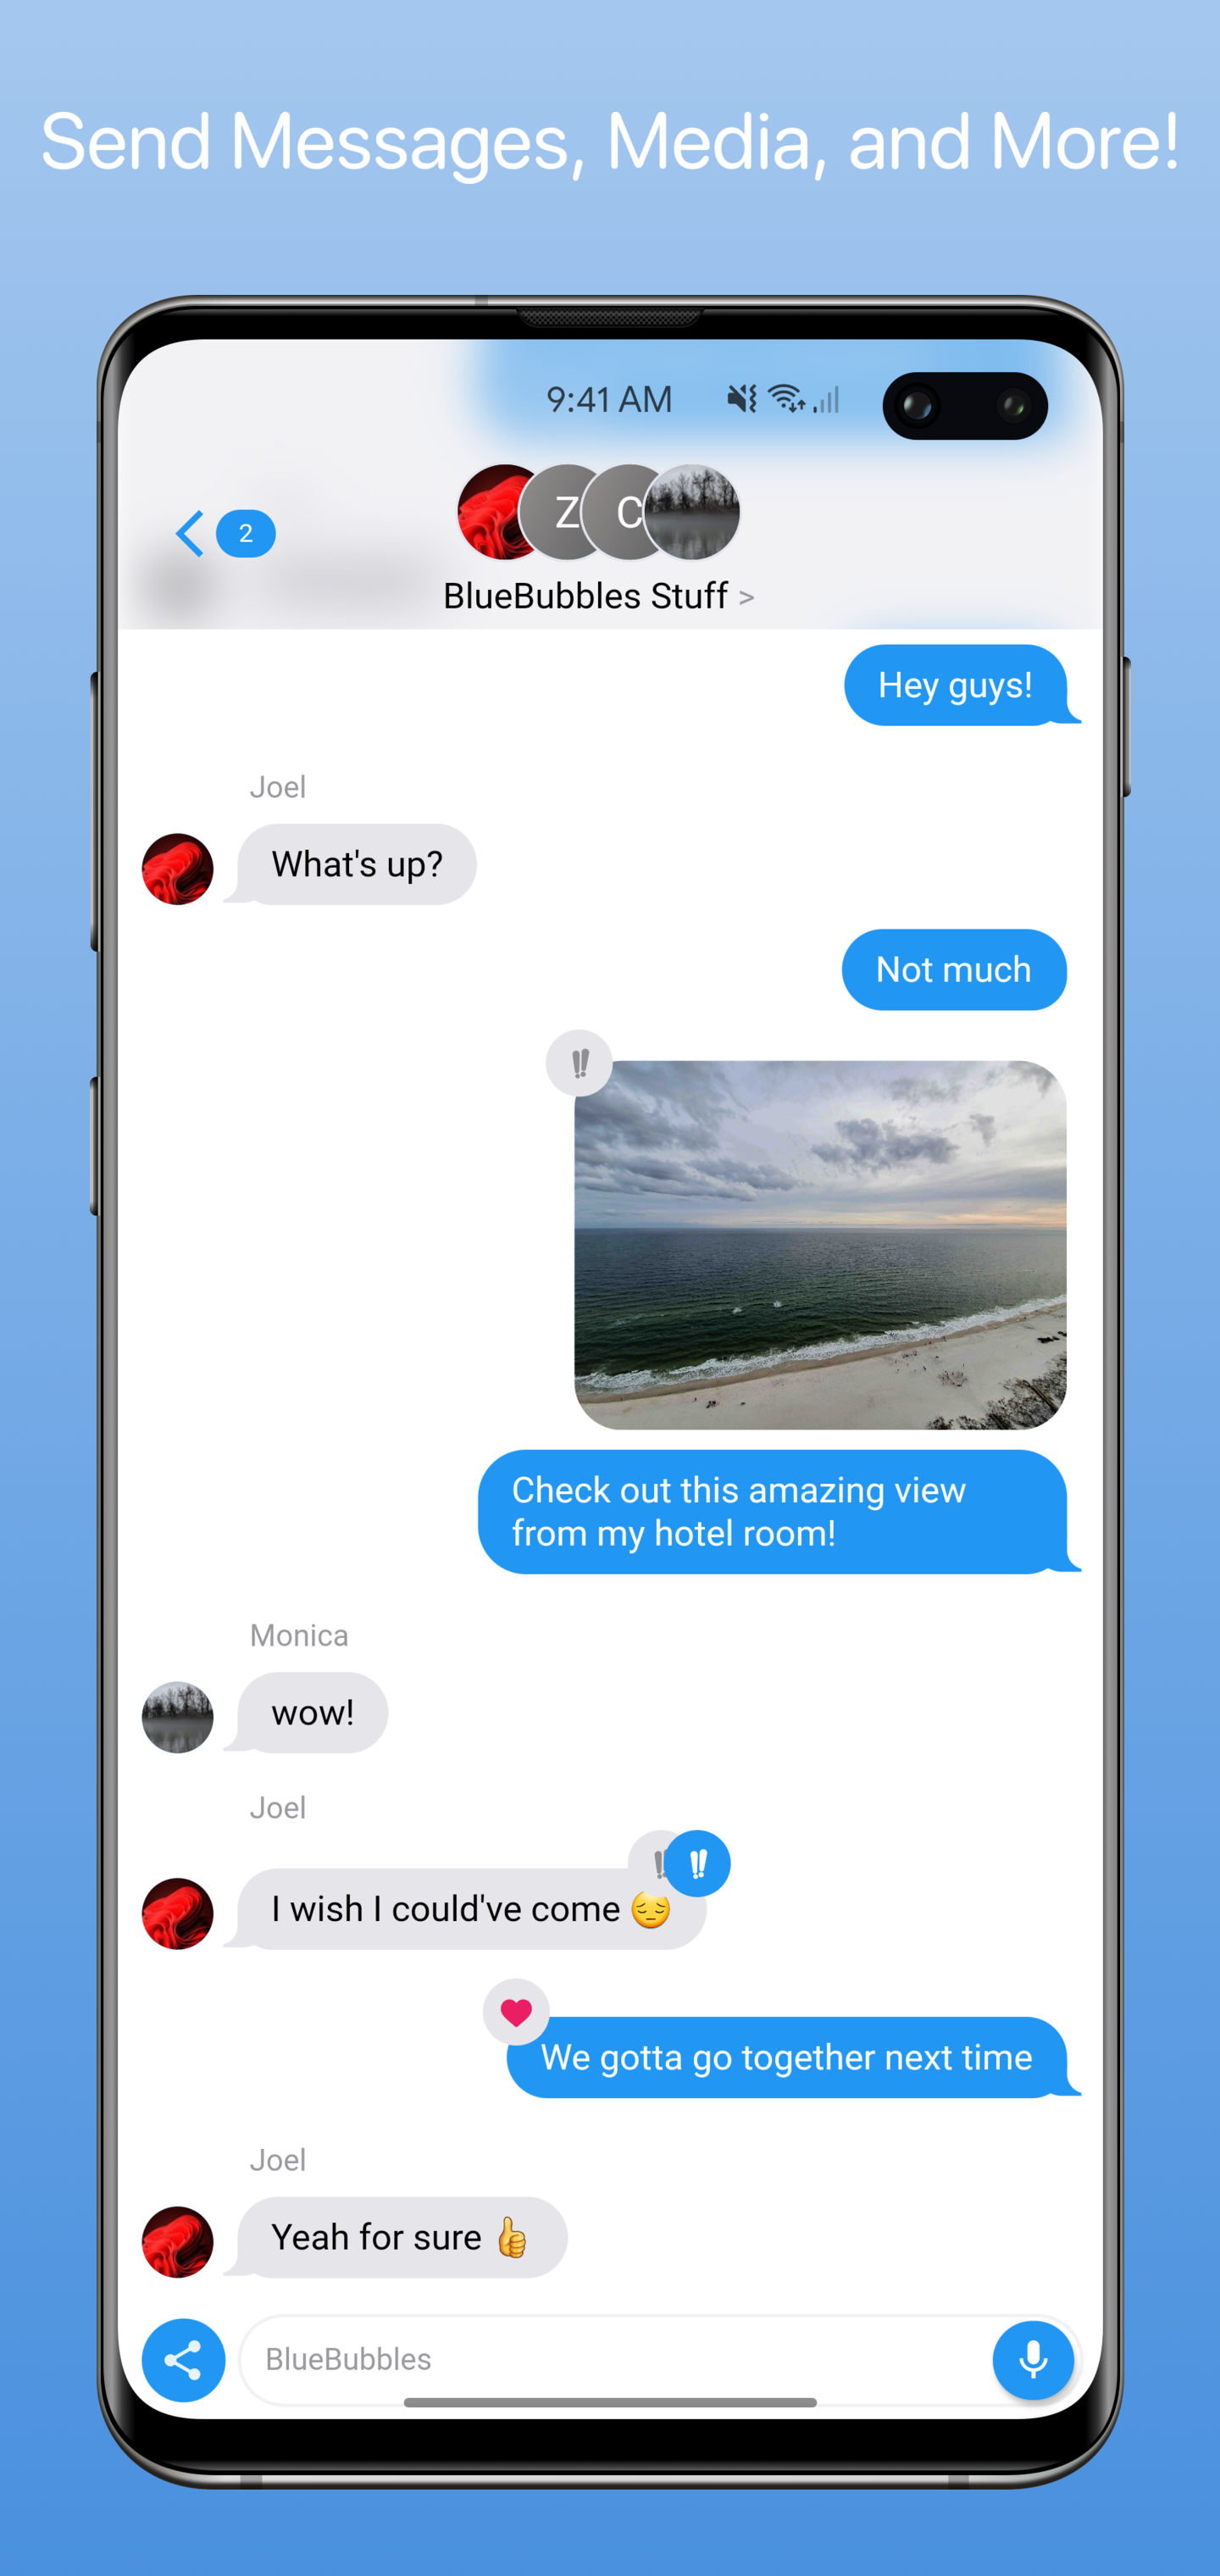 Send Messages, Media, and More!
9:41 AM
2
Z
C
BlueBubbles Stuff >
Hey guys!
Joel
What's up?
Not much
‼
Check out this amazing view
from my hotel room!
Monica
wow!
Joel
‼ ‼
I wish I could've come 😔
We gotta go together next time
Joel
Yeah for sure 👍
BlueBubbles